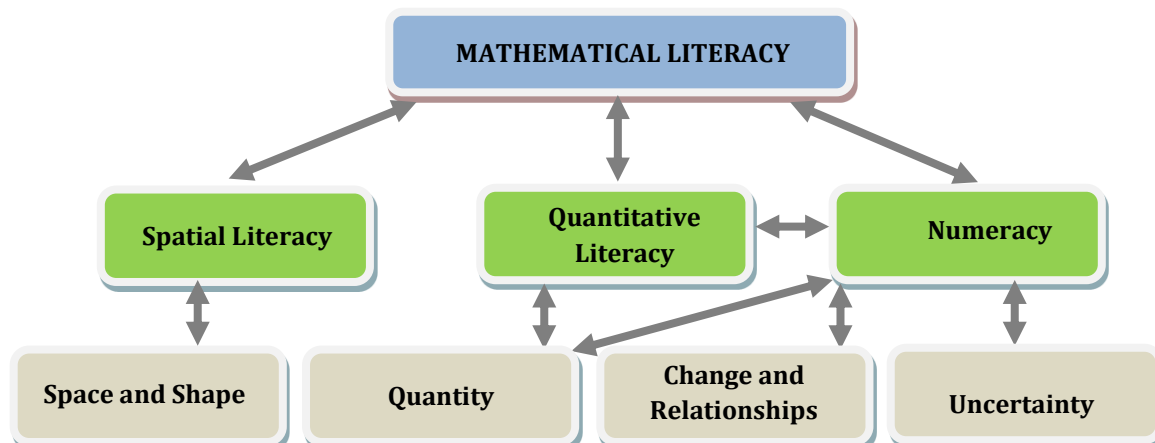 MATHEMATICAL LITERACY
Spatial Literacy
Quantitative
Literacy
Numeracy
Space and Shape
Quantity
Change and
Relationships
Uncertainty